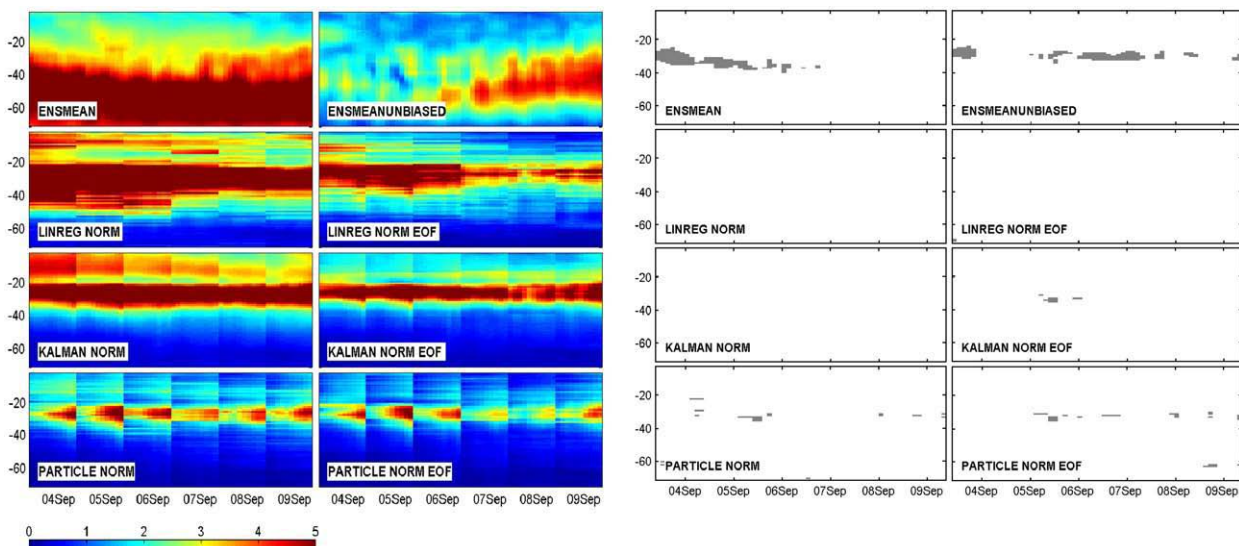 -20
-40
-60
ENSMEAN
ENSMEANUNBIASED
-20
-40
-60
LINREG NORM
LINREG NORM EOF
-20
-40
-60
KALMAN NORM
KALMAN NORM EOF
-20
-40
-60
PARTICLE NORM
PARTICLE NORM EOF
04Sep 05Sep 06Sep 07Sep 08Sep 09Sep
04Sep 05Sep 06Sep 07Sep 08Sep 09Sep
0 1 2 3 4 5
-20
-40
-60
ENSMEAN
ENSMEANUNBIASED
-20
-40
-60
LINREG NORM
LINREG NORM EOF
-20
-40
-60
KALMAN NORM
KALMAN NORM EOF
-20
-40
-60
PARTICLE NORM
PARTICLE NORM EOF
04Sep 05Sep 06Sep 07Sep 08Sep 09Sep
04Sep 05Sep 06Sep 07Sep 08Sep 09Sep